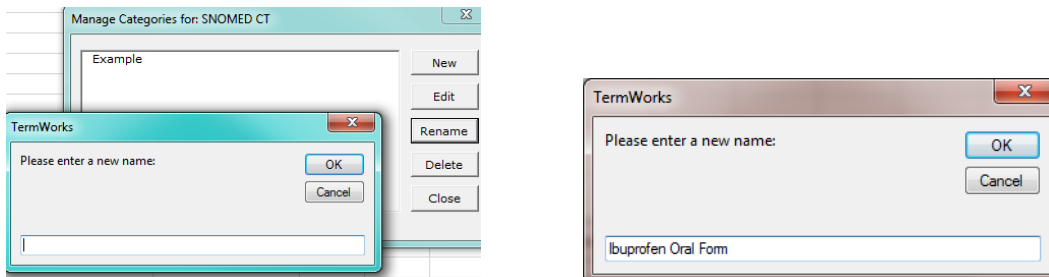 Manage Categories for: SNOMED CT
Example
New
Edit
Rename
Delete
Close
TermWorks
Please enter a new name:
OK
Cancel
TermWorks
Please enter a new name:
OK
Cancel
Ibuprofen Oral Form